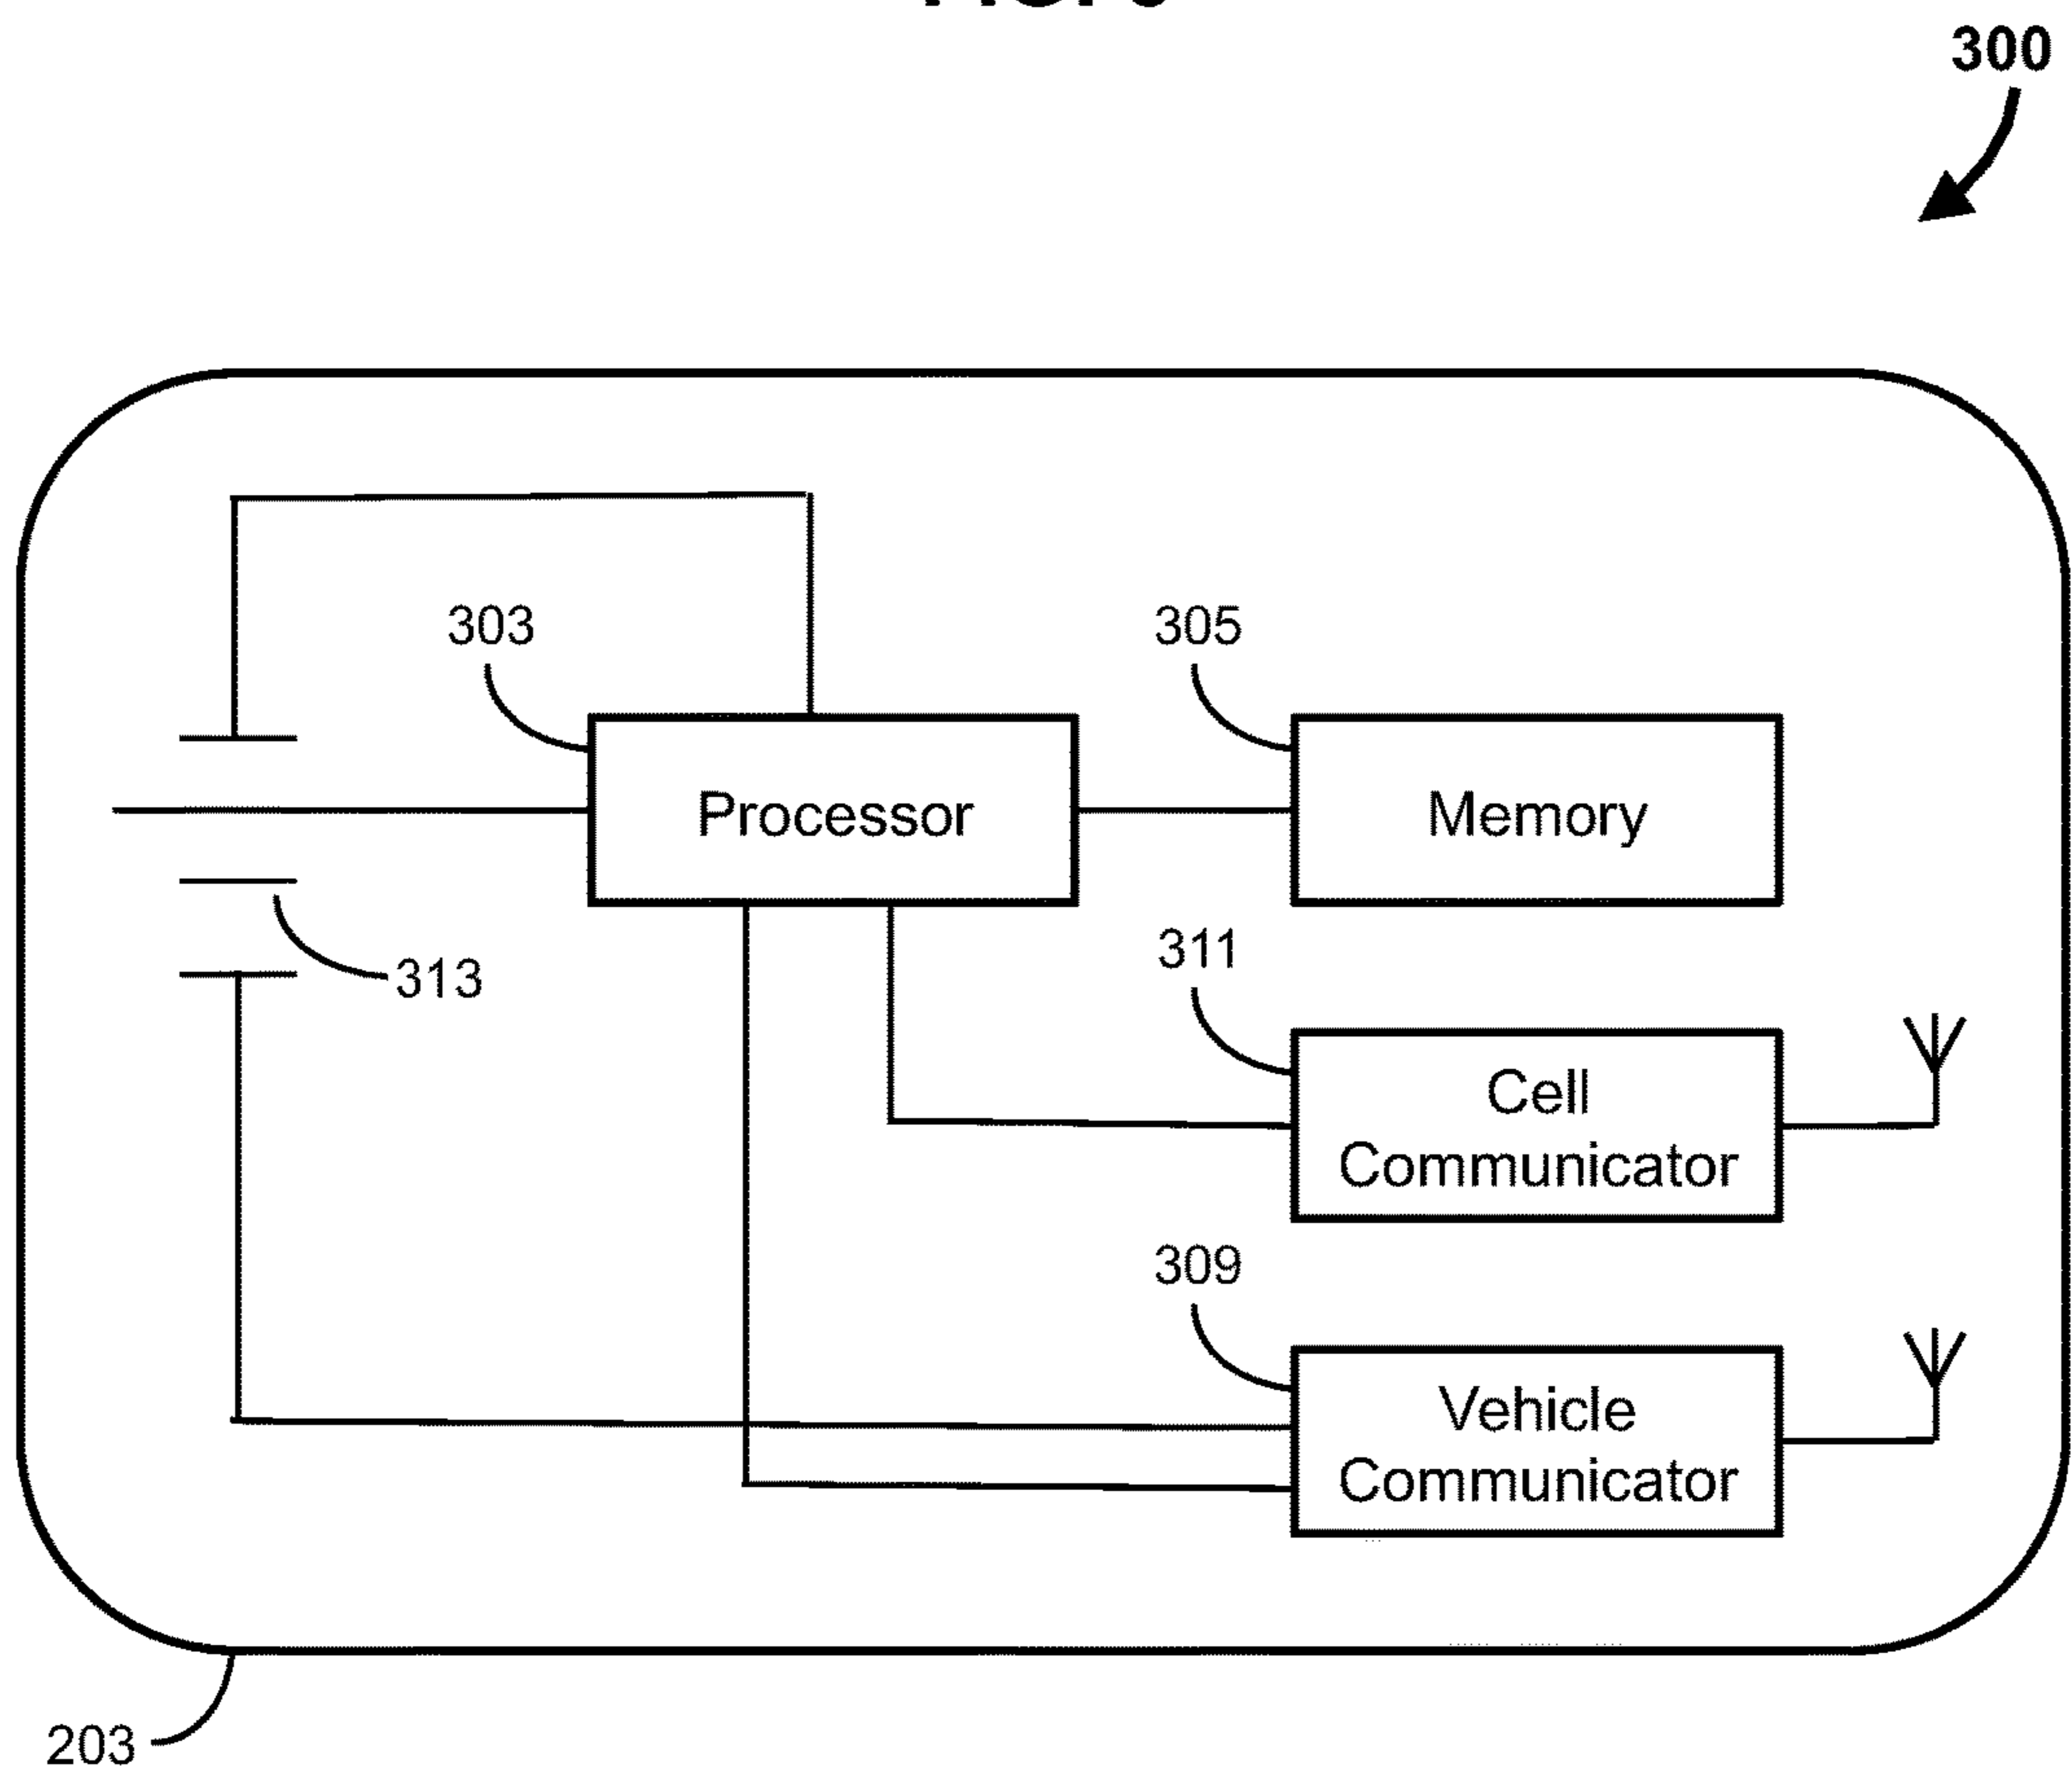 300
303
305
Processor
Memory
313
311
Cell
Communicator
309
Vehicle
Communicator
203